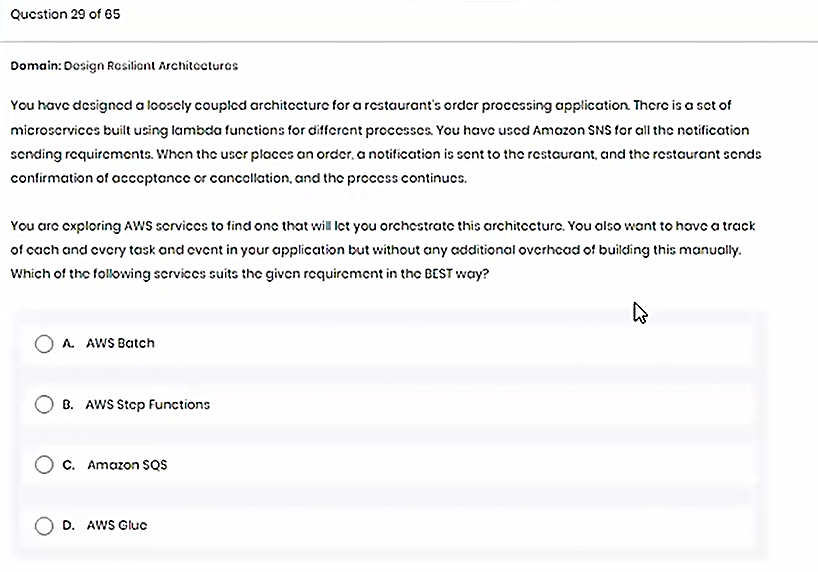 Question 29 of 65
Domain: Design Resilient Architectures
You have designed a loosely coupled architecture for a restaurant's order processing application. There is a set of
microservices built using lambda functions for different processes. You have used Amazon SNS for all the notification
sending requirements. When the user places an order, a notification is sent to the restaurant, and the restaurant sends
confirmation of acceptance or cancellation, and the process continues.
You are exploring AWS services to find one that will let you orchestrate this architecture. You also want to have a track
of each and every task and event in your application but without any additional overhead of building this manually.
Which of the following services suits the given requirement in the BEST way?
A. AWS Batch
B. AWS Step Functions
C. Amazon SQS
D. AWS Glue